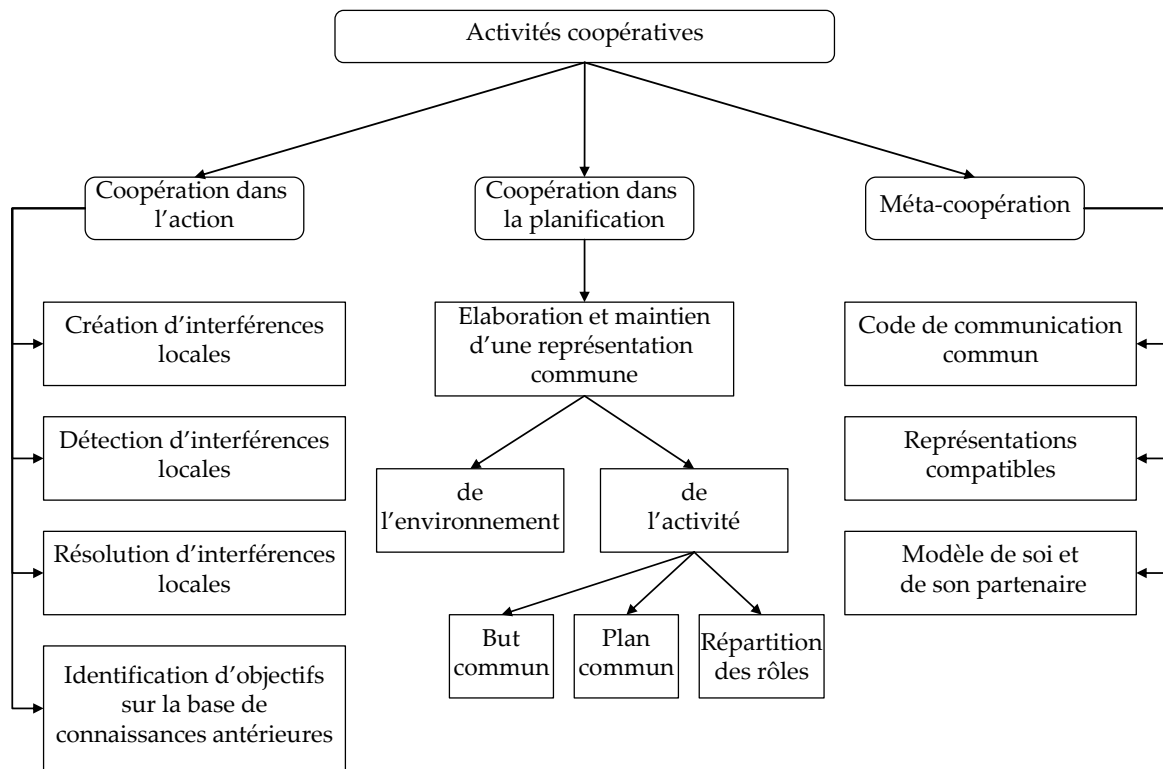 Activités coopératives
Coopération dans
l’action
Coopération dans
la planification
Méta-coopération
Création d’interférences
locales
Détection d’interférences
locales
Résolution d’interférences
locales
Identification d’objectifs
sur la base de
connaissances antérieures
Elaboration et maintien
d’une représentation
commune
de
l’environnement
de
l’activité
But
commun
Plan
commun
Répartition
des rôles
Code de communication
commun
Représentations
compatibles
Modèle de soi et
de son partenaire